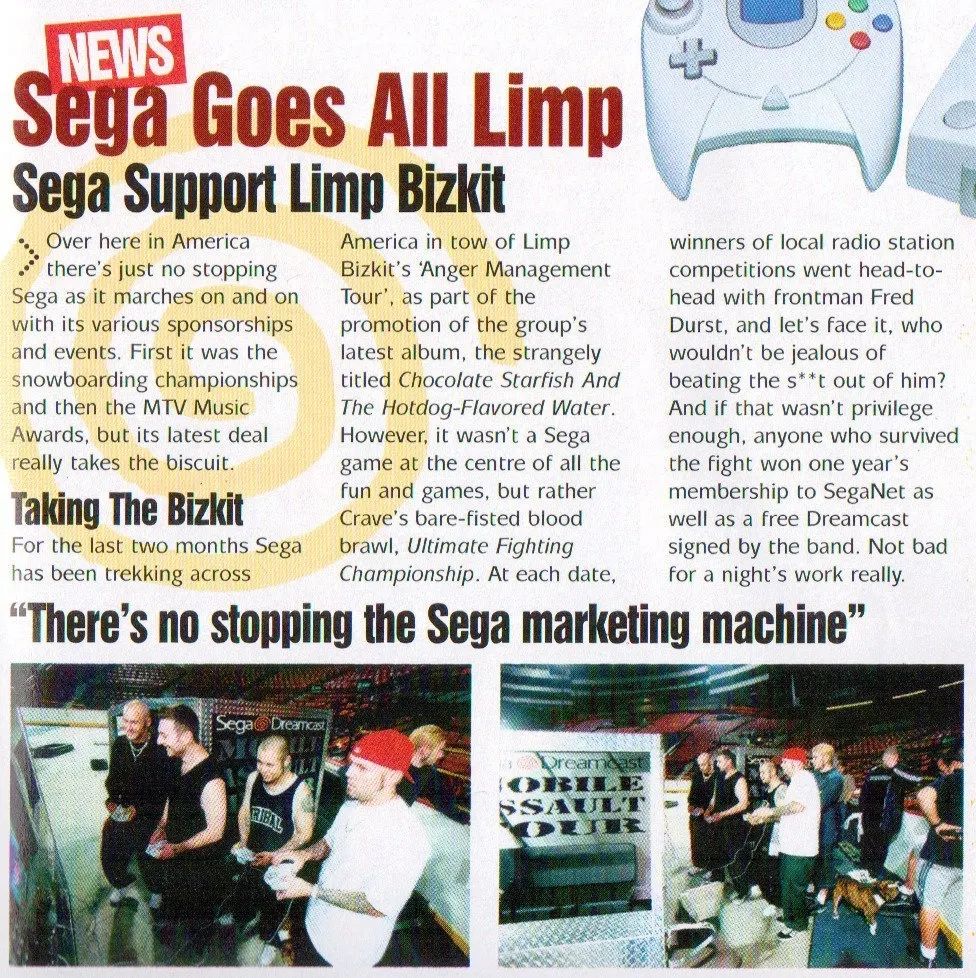 NEWS
Sega Goes All Limp
Sega Support Limp Bizkit
Over here in America
there's just no stopping
Sega as it marches on and on
with its various sponsorships
and events. First it was the
snowboarding championships
and then the MTV Music
Awards, but its latest deal
really takes the biscuit.
Taking The Bizkit
For the last two months Sega
has been trekking across
America in tow of Limp
Bizkit's ‘Anger Management
Tour’, as part of the
promotion of the group's
latest album, the strangely
titled Chocolate Starfish And
The Hotdog-Flavored Water.
However, it wasn't a Sega
game at the centre of all the
fun and games, but rather
Crave's bare-fisted blood
brawl, Ultimate Fighting
Championship. At each date,
winners of local radio station
competitions went head-to-
head with frontman Fred
Durst, and let's face it, who
wouldn't be jealous of
beating the s**t out of him?
And if that wasn't privilege
enough, anyone who survived
the fight won one year's
membership to SegaNet as
well as a free Dreamcast
signed by the band. Not bad
for a night's work really.
“There's no stopping the Sega marketing machine”
Sega Dreamcast
TRIBAL
Dreamcast
OBILE
SSAULT
OUR